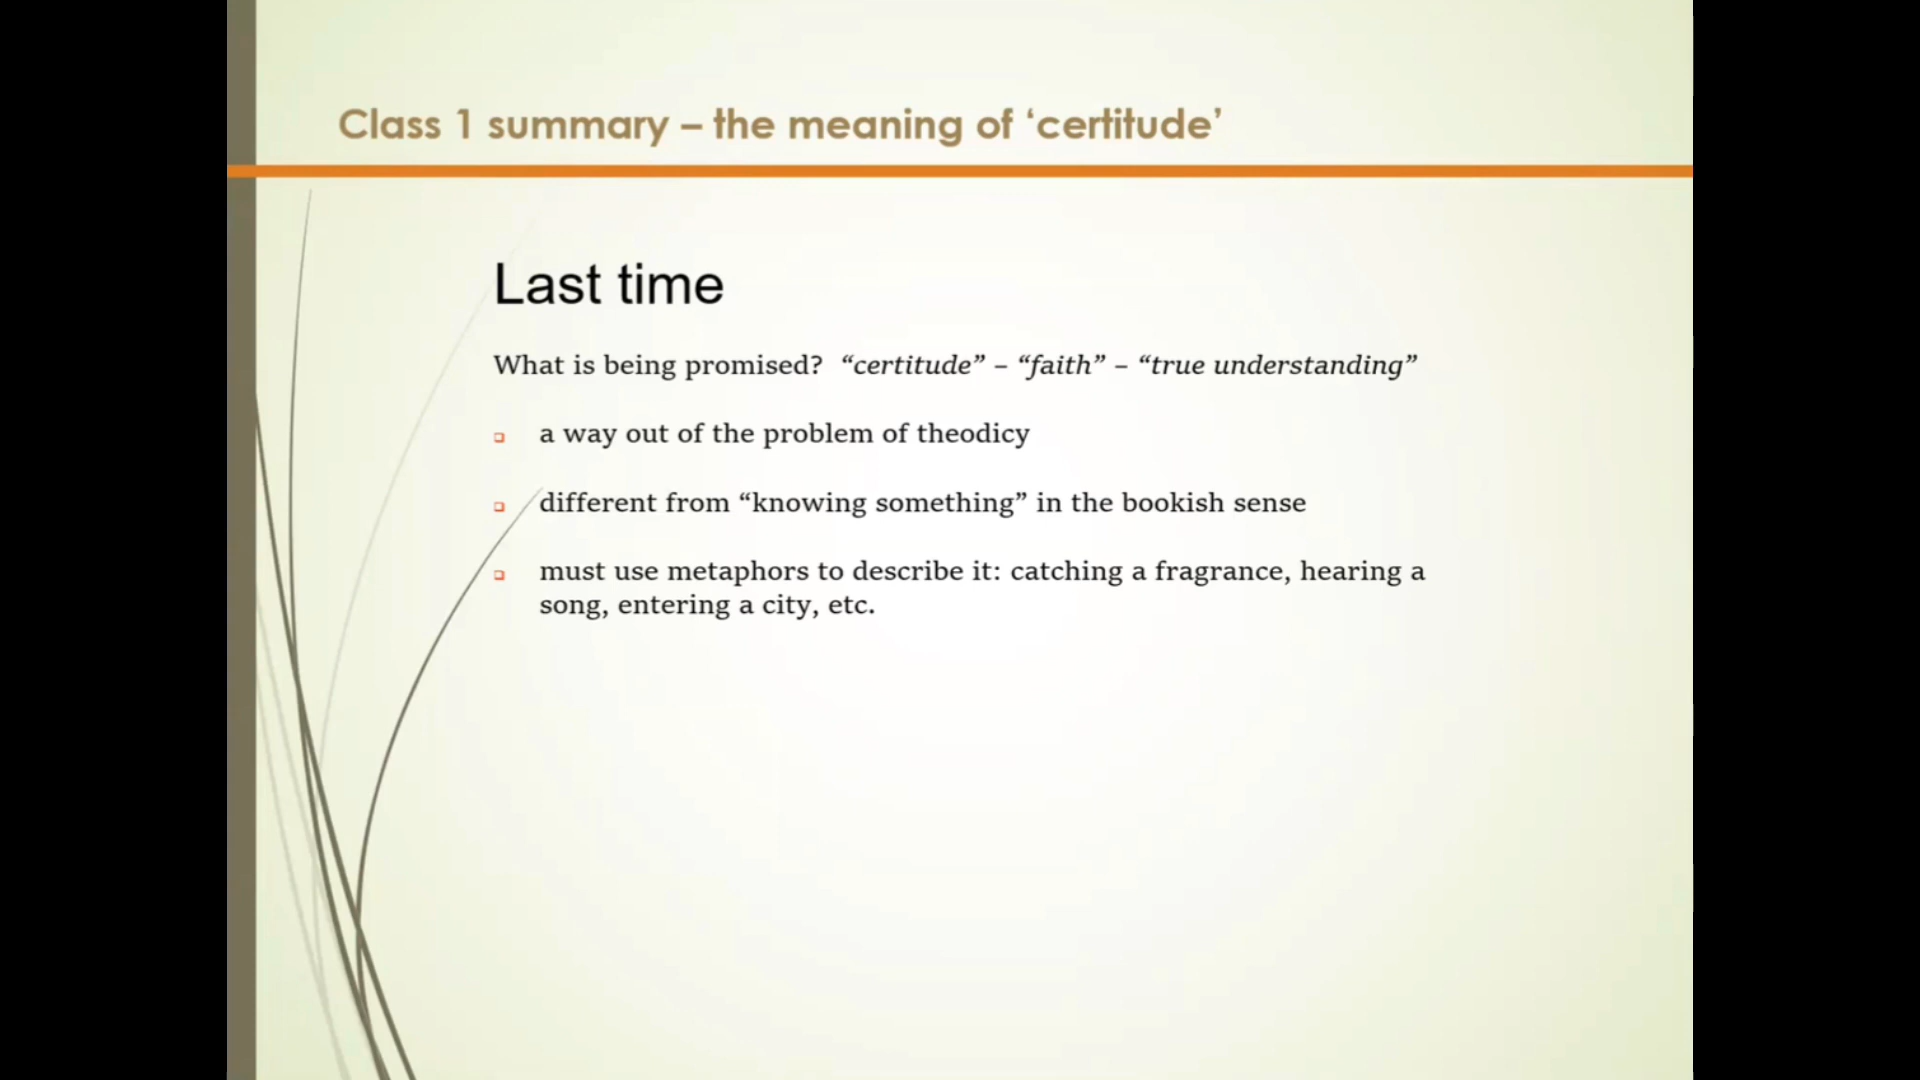 Class 1 summary – the meaning of ‘certitude’
Last time
What is being promised? “certitude” – “faith” – “true understanding”
a way out of the problem of theodicy
different from “knowing something” in the bookish sense
must use metaphors to describe it: catching a fragrance, hearing a
song, entering a city, etc.